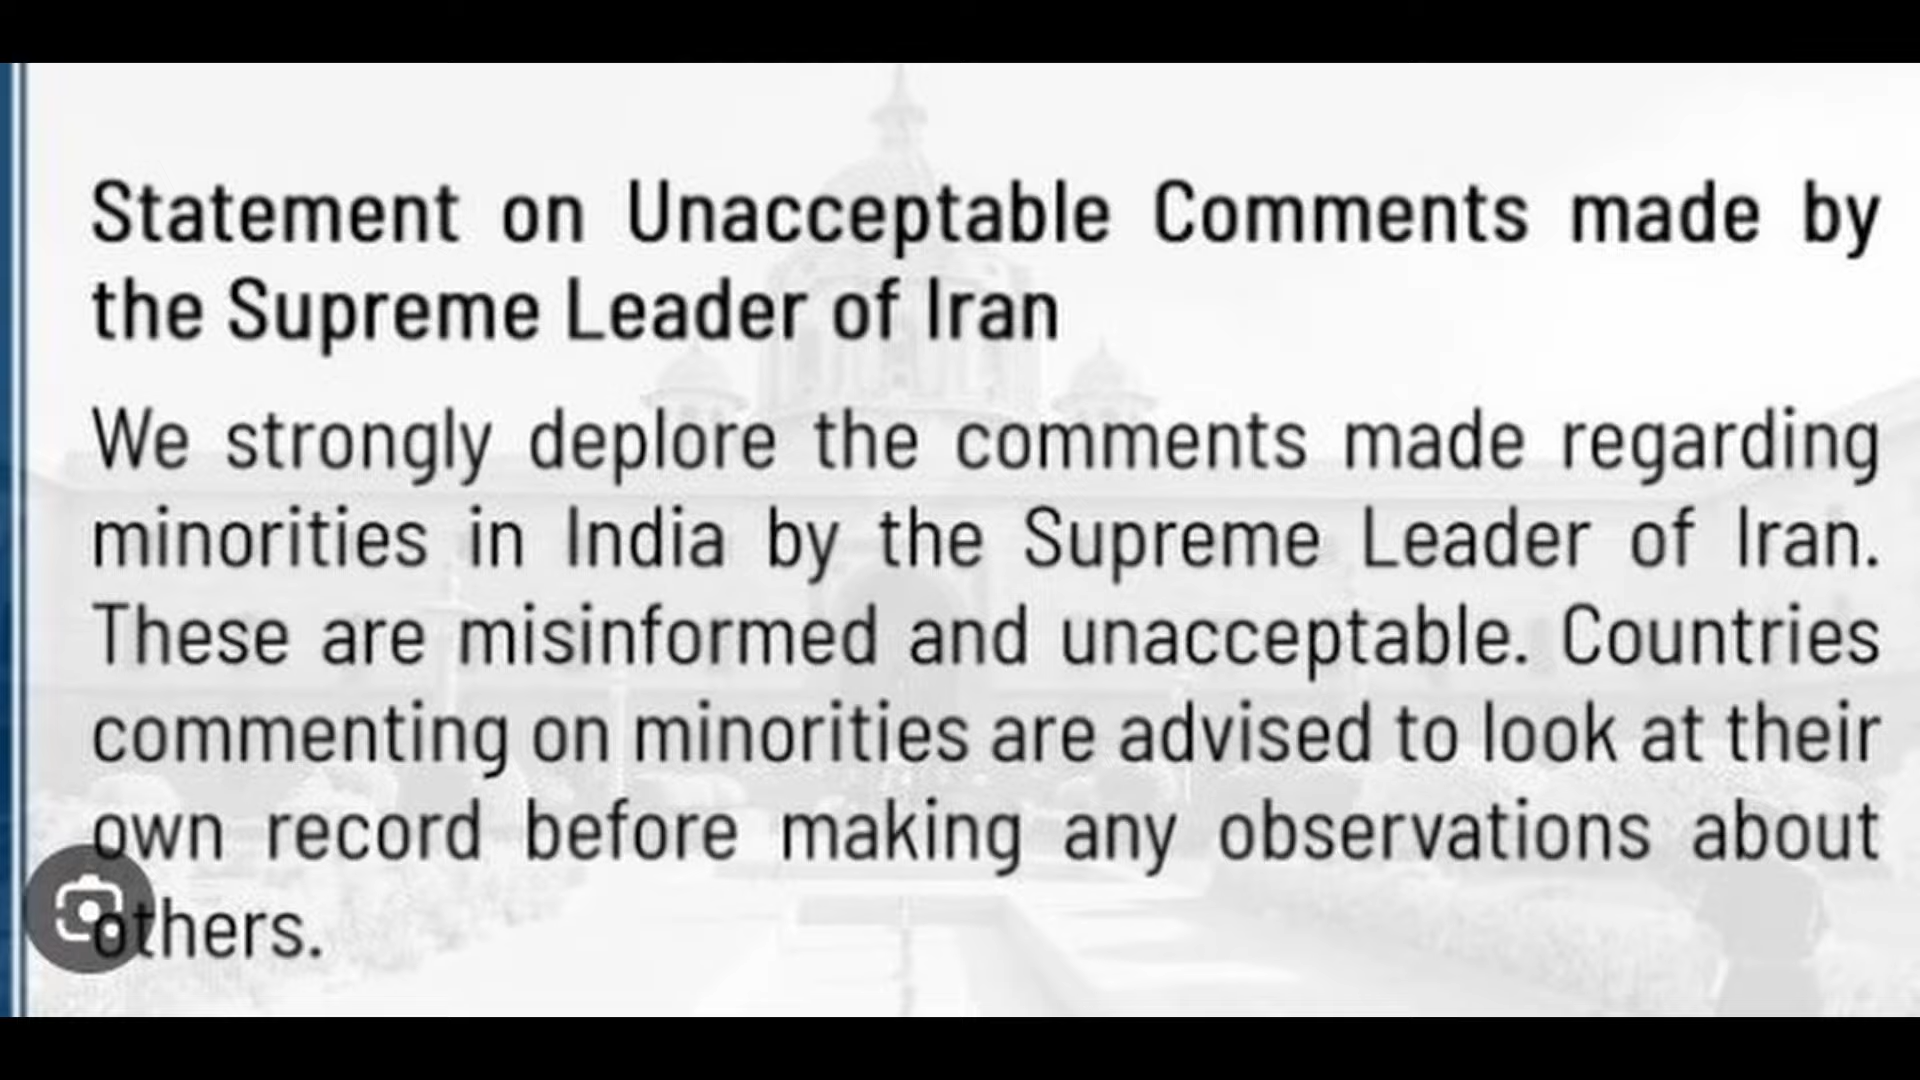 Statement on Unacceptable Comments made by
the Supreme Leader of Iran
We strongly deplore the comments made regarding
minorities in India by the Supreme Leader of Iran.
These are misinformed and unacceptable. Countries
commenting on minorities are advised to look at their
own record before making any observations about
others.